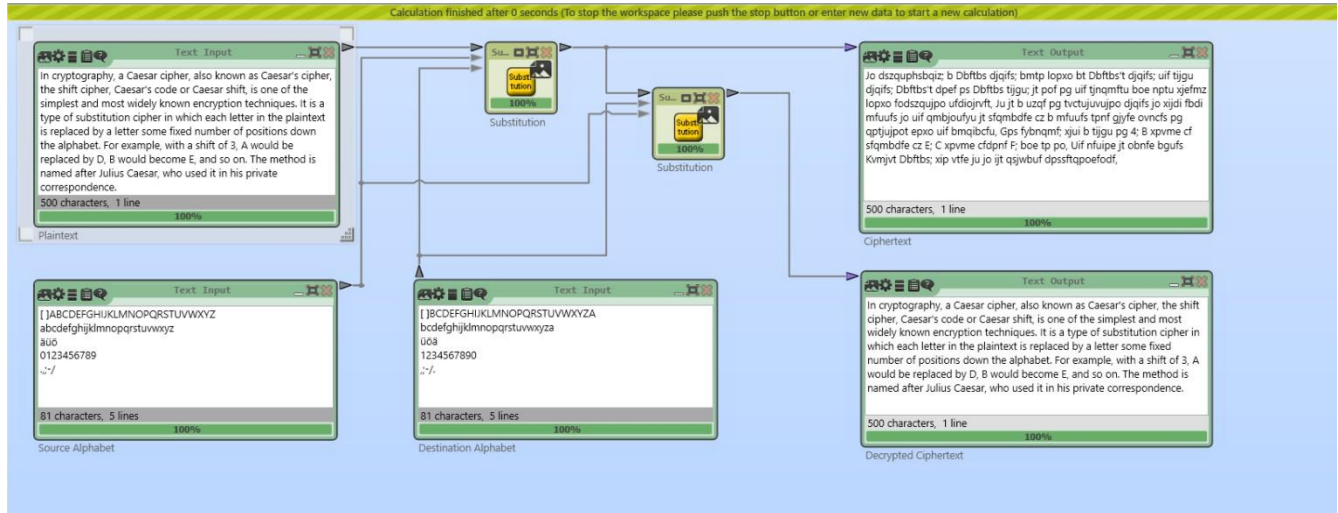 Calculation finished after 0 seconds (To stop the workspace please push the stop button or enter new data to start a new calculation)
Text Input
In cryptography, a Caesar cipher, also known as Caesar's cipher,
the shift cipher, Caesar's code or Caesar shift, is one of the
simplest and most widely known encryption techniques. It is a
type of substitution cipher in which each letter in the plaintext
is replaced by a letter some fixed number of positions down
the alphabet. For example, with a shift of 3, A would be
replaced by D, B would become E, and so on. The method is
named after Julius Caesar, who used it in his private
correspondence.
500 characters, 1 line
100%
Plaintext
Su...
Substi
tution
100%
Substitution
Su...
Substi
tution
100%
Substitution
Text Output
Jo dszquphsbqiz; b Dbftbs djqifs; bmtp lopxo bt Dbftbs't djqifs; uif tijgu
djqifs; Dbftbs't dpef ps Dbftbs tijgu; jt pof pg uif tjnqmftu boe nptu xjefmz
lopxo fodszqujpo ufdiojrvft, Ju jt b uzqf pg tvctujuvujpo djqifs jo xijdi fbdi
mfuufs jo uif qmbjoufyu jt sfqmbdfe cz b mfuufs tpnf gjyfe ovncfs pg
qptjujpot epxo uif bmqibcfu, Gps fybnqmf; xjui b tijgu pg 4; B xpvme cf
sfqmbdfe cz E; C xpvme cfdpnf F; boe tp po, Uif nfuipe jt obnfe bgufs
Kvmjvt Dbftbs; xip vtfe ju jo ijt qsjwbuf dpssftqpoefodf,
500 characters, 1 line
100%
Ciphertext
Text Input
[ ]ABCDEFGHIJKLMNOPQRSTUVWXYZ
abcdefghijklmnopqrstuvwxyz
äüö
0123456789
.,;-/
81 characters, 5 lines
100%
Source Alphabet
Text Input
[ ]BCDEFGHIJKLMNOPQRSTUVWXYZA
bcdefghijklmnopqrstuvwxyza
üöä
1234567890
,;-/.
81 characters, 5 lines
100%
Destination Alphabet
Text Output
In cryptography, a Caesar cipher, also known as Caesar's cipher, the shift
cipher, Caesar's code or Caesar shift, is one of the simplest and most
widely known encryption techniques. It is a type of substitution cipher in
which each letter in the plaintext is replaced by a letter some fixed
number of positions down the alphabet. For example, with a shift of 3, A
would be replaced by D, B would become E, and so on. The method is
named after Julius Caesar, who used it in his private correspondence.
500 characters, 1 line
100%
Decrypted Ciphertext